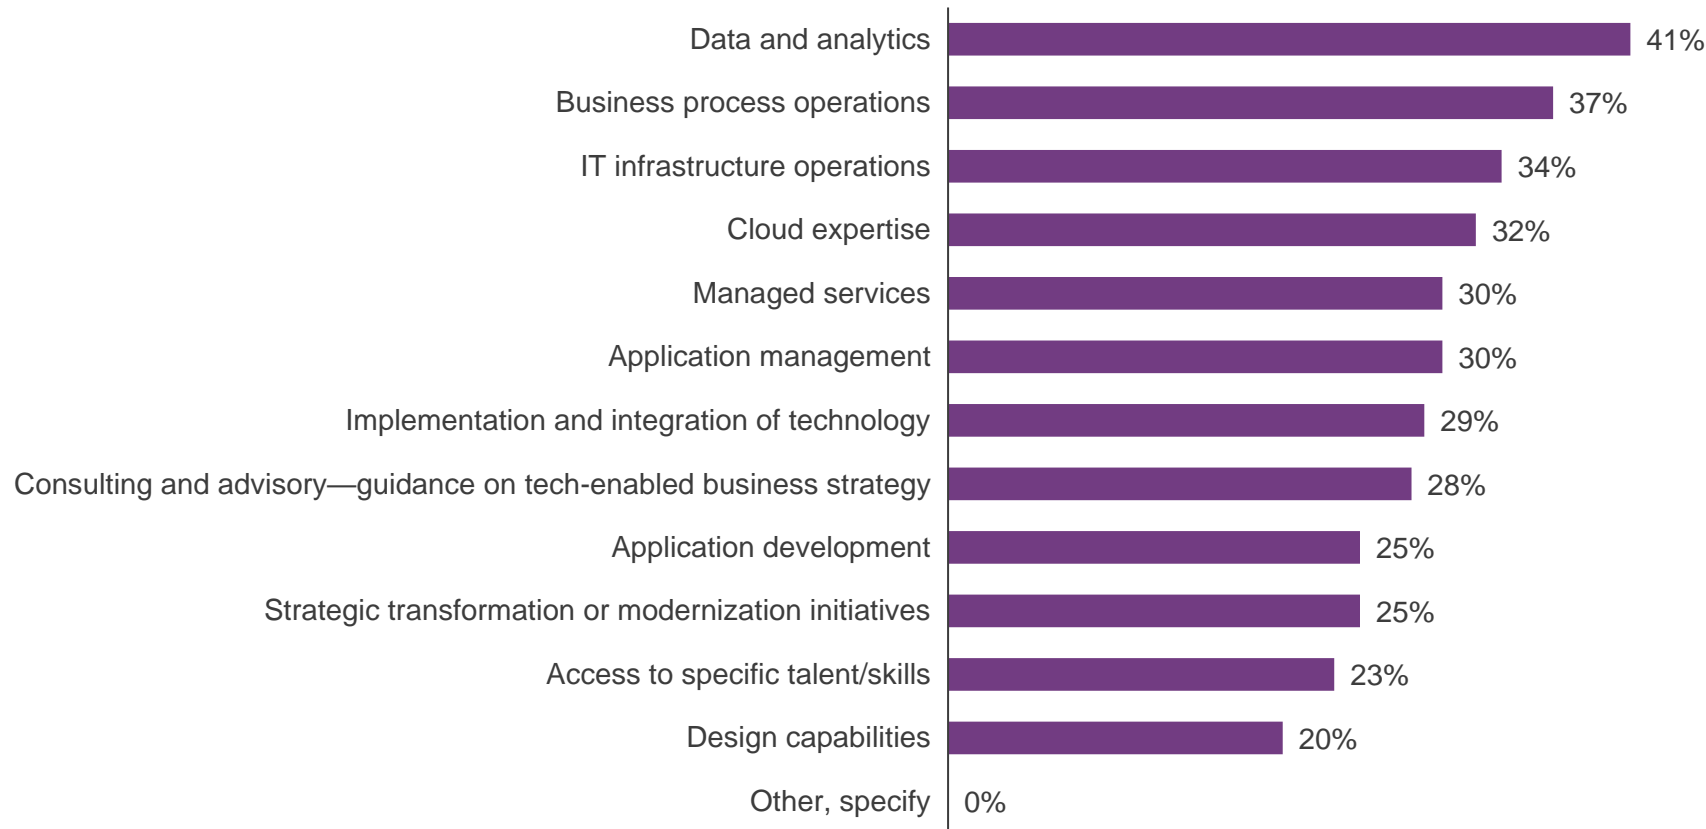 Data and analytics 41%
Business process operations 37%
IT infrastructure operations 34%
Cloud expertise 32%
Managed services 30%
Application management 30%
Implementation and integration of technology 29%
Consulting and advisory—guidance on tech-enabled business strategy 28%
Application development 25%
Strategic transformation or modernization initiatives 25%
Access to specific talent/skills 23%
Design capabilities 20%
Other, specify 0%